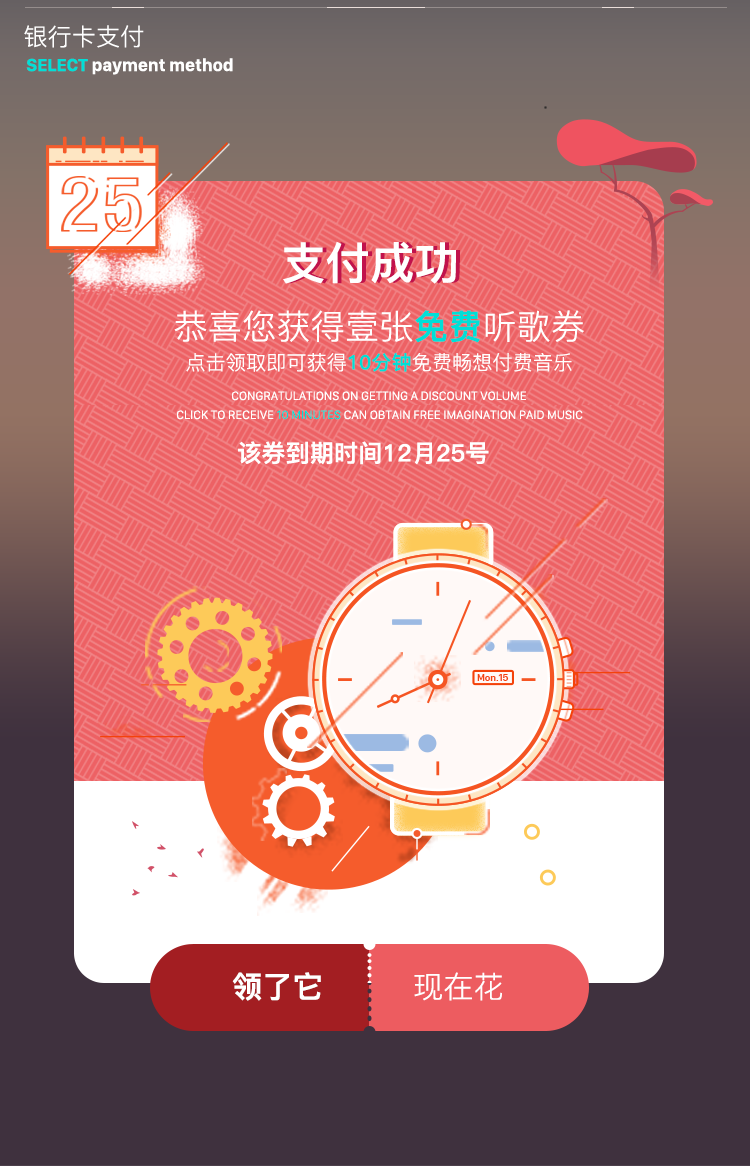 银行卡支付
SELECT payment method
25
支付成功
恭喜您获得壹张免费听歌券
点击领取即可获得10分钟免费畅想付费音乐
CONGRATULATIONS ON GETTING A DISCOUNT VOLUME
CLICK TO RECEIVE 10 MINUTES CAN OBTAIN FREE IMAGINATION PAID MUSIC
该券到期时间12月25号
Mon.15
领了它
现在花